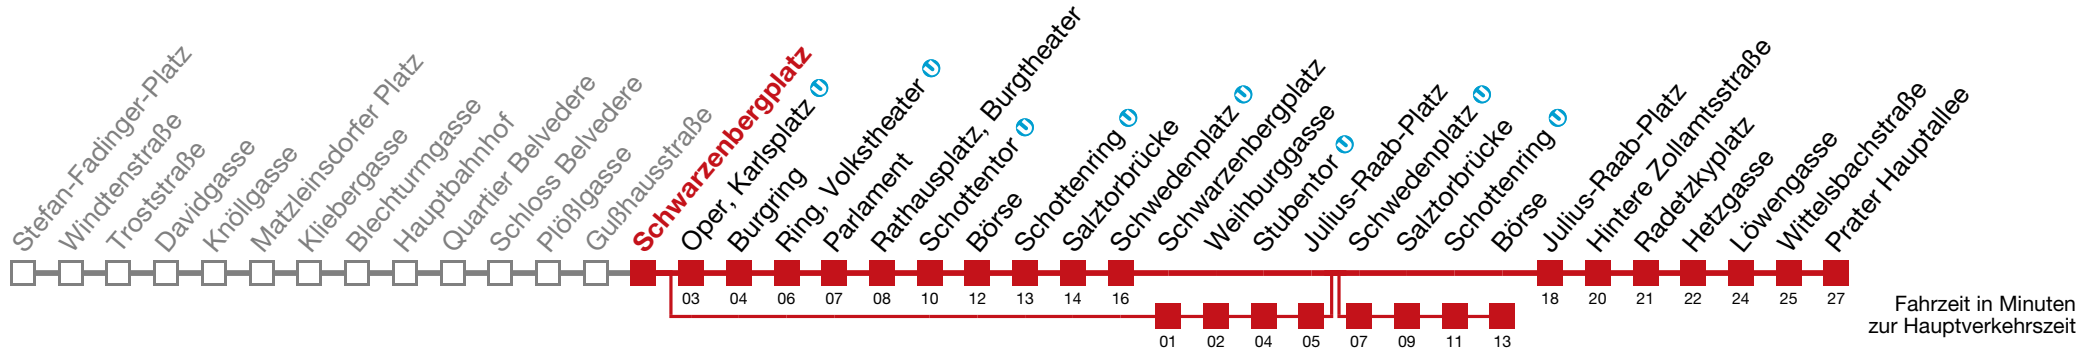 Stefan-Fadinger-Platz
Windtenstraße
Troststraße
Davidgasse
Knöllgasse
Matzleinsdorfer Platz
Kliebergasse
Blechturmgasse
Hauptbahnhof
Quartier Belvedere
Schloss Belvedere
Plößlgasse
Gußhausstraße
Schwarzenbergplatz
Oper, Karlsplatz U
Burgring
Ring, Volkstheater U
Parlament
Rathausplatz, Burgtheater
Schottentor U
Börse
Schottenring U
Salztorbrücke
Schwedenplatz U
Schwarzenbergplatz
Weihburggasse
Stubentor U
Julius-Raab-Platz
Schwedenplatz U
Salztorbrücke
Schottenring U
Börse
Julius-Raab-Platz
Hintere Zollamtsstraße
Radetzkyplatz
Hetzgasse
Löwengasse
Wittelsbachstraße
Prater Hauptallee
03 04 06 07 08 10 12 13 14 16 18 20 21 22 24 25 27
01 02 04 05 07 09 11 13
Fahrzeit in Minuten
zur Hauptverkehrszeit